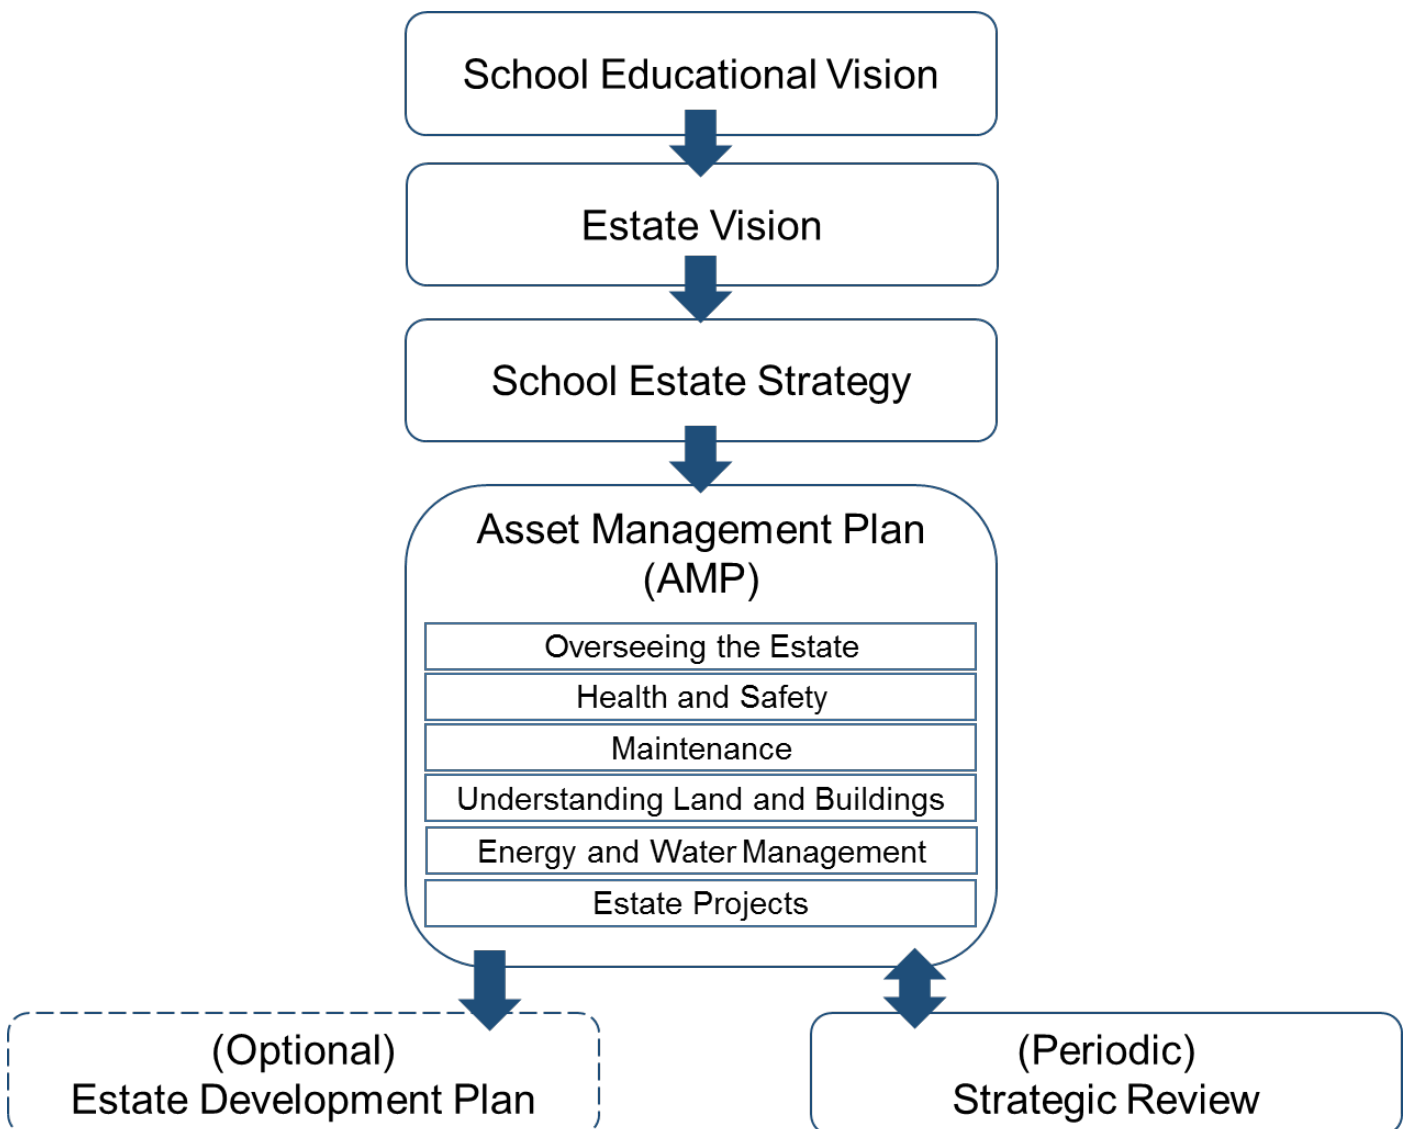 School Educational Vision
Estate Vision
School Estate Strategy
Asset Management Plan
(AMP)
Overseeing the Estate
Health and Safety
Maintenance
Understanding Land and Buildings
Energy and Water Management
Estate Projects
(Optional)
Estate Development Plan
(Periodic)
Strategic Review